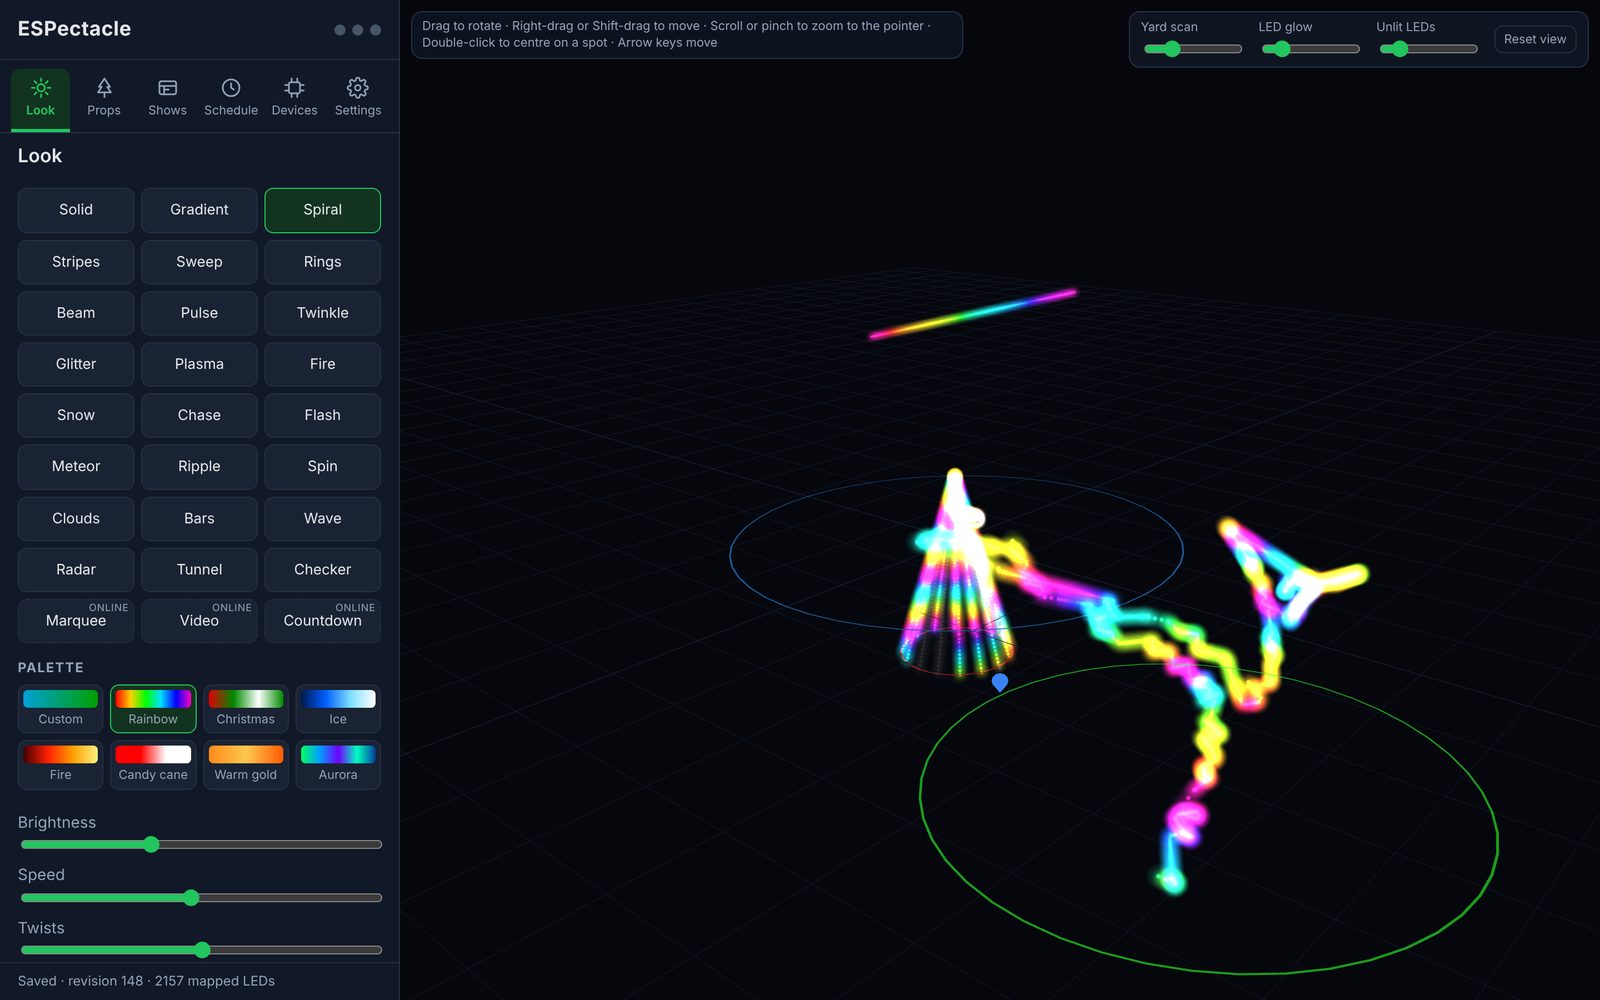 ESPectacle
Look
Props
Shows
Schedule
Devices
Settings
Drag to rotate · Right-drag or Shift-drag to move · Scroll or pinch to zoom to the pointer ·
Double-click to centre on a spot · Arrow keys move
Yard scan
LED glow
Unlit LEDs
Reset view
Look
Solid
Gradient
Spiral
Stripes
Sweep
Rings
Beam
Pulse
Twinkle
Glitter
Plasma
Fire
Snow
Chase
Flash
Meteor
Ripple
Spin
Clouds
Bars
Wave
Radar
Tunnel
Checker
ONLINE
Marquee
ONLINE
Video
ONLINE
Countdown
PALETTE
Custom
Rainbow
Christmas
Ice
Fire
Candy cane
Warm gold
Aurora
Brightness
Speed
Twists
Saved · revision 148 · 2157 mapped LEDs